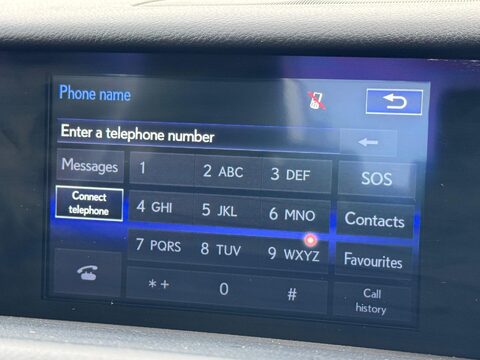 Phone name
Enter a telephone number
Messages
1
2 ABC
3 DEF
SOS
Connect
telephone
4 GHI
5 JKL
6 MNO
Contacts
7 PQRS
8 TUV
9 WXYZ
Favourites
*+
0
#
Call
history